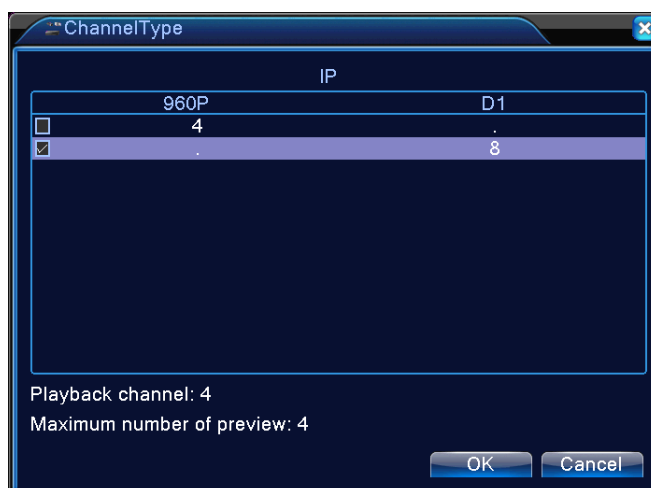 ChannelType
IP
960P D1
4 .
. 8
Playback channel: 4
Maximum number of preview: 4
OK Cancel